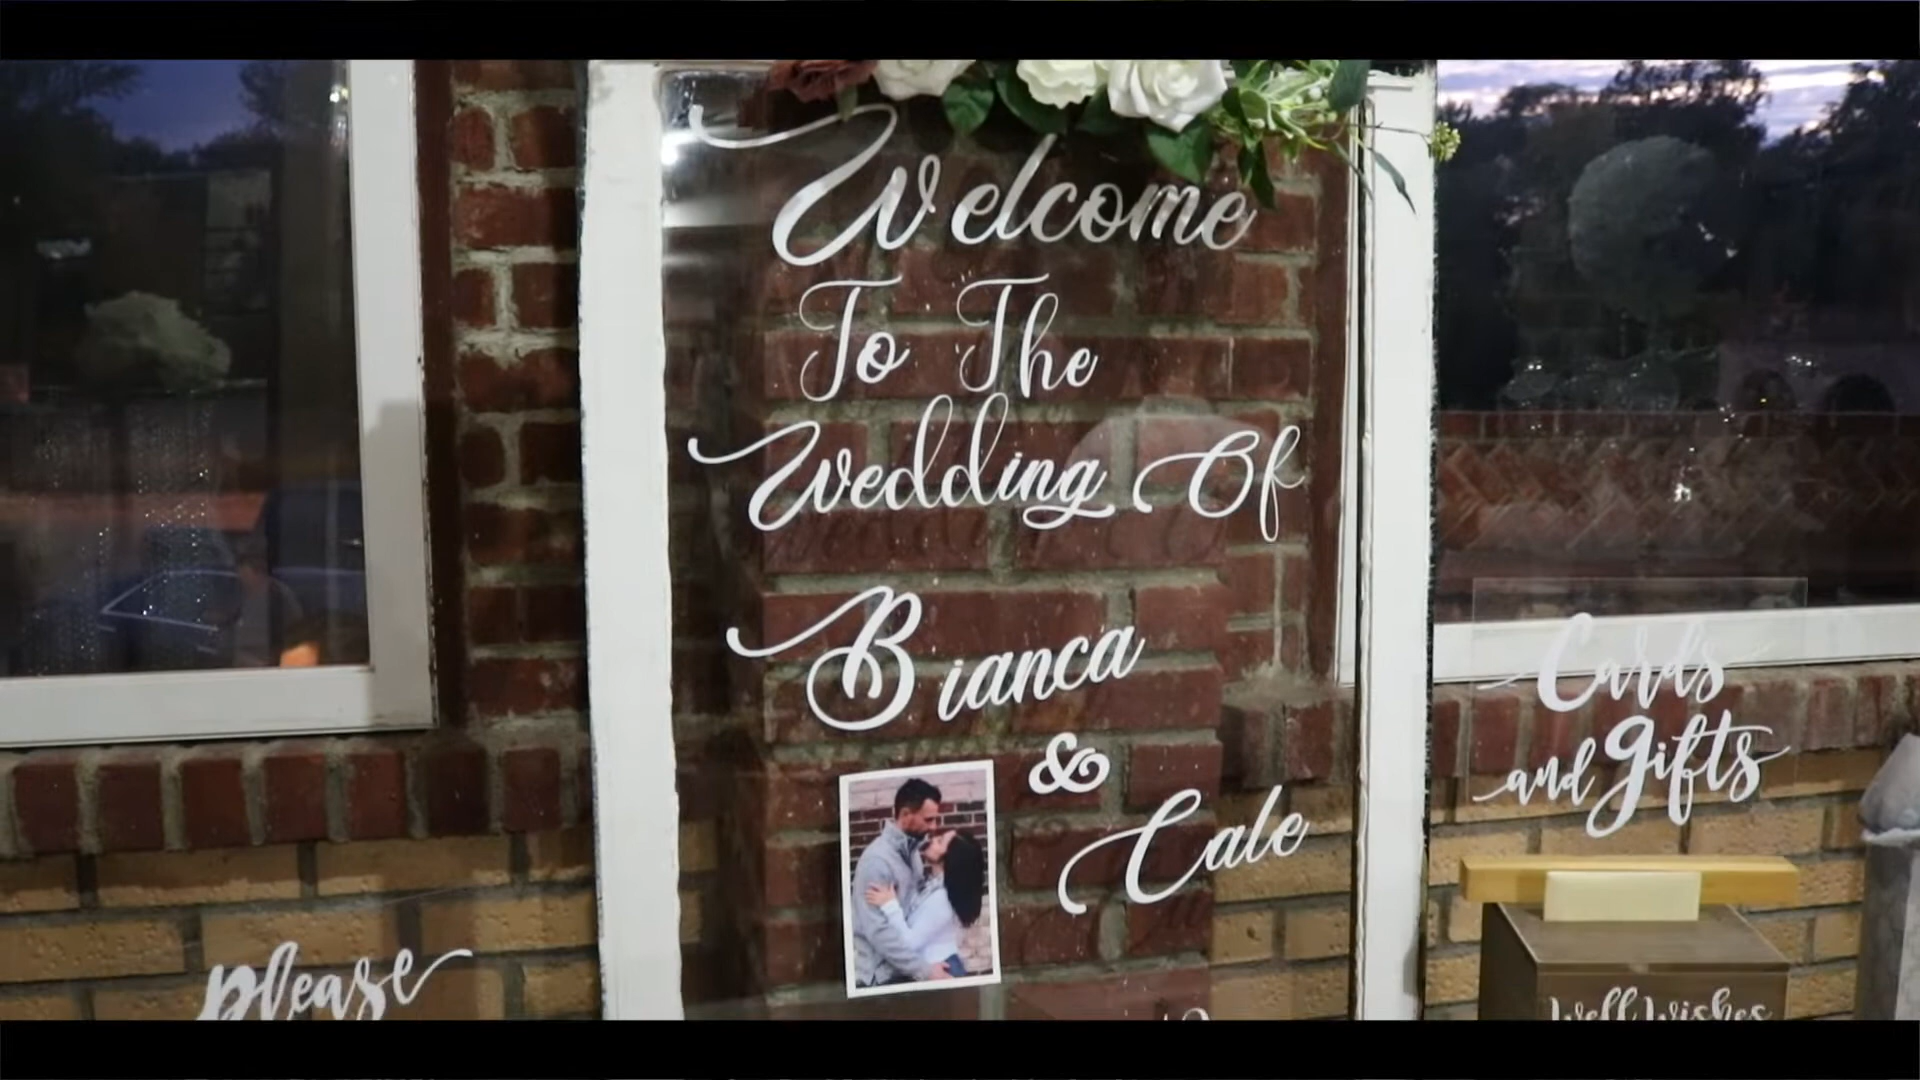 Welcome
To The
Wedding Of
Bianca
&
Cale
Cards
and gifts
please
Well Wishes